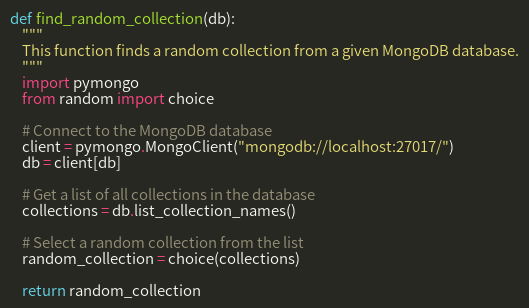 def find_random_collection(db):
    """
    This function finds a random collection from a given MongoDB database.
    """
    import pymongo
    from random import choice

    # Connect to the MongoDB database
    client = pymongo.MongoClient("mongodb://localhost:27017/")
    db = client[db]

    # Get a list of all collections in the database
    collections = db.list_collection_names()

    # Select a random collection from the list
    random_collection = choice(collections)

    return random_collection